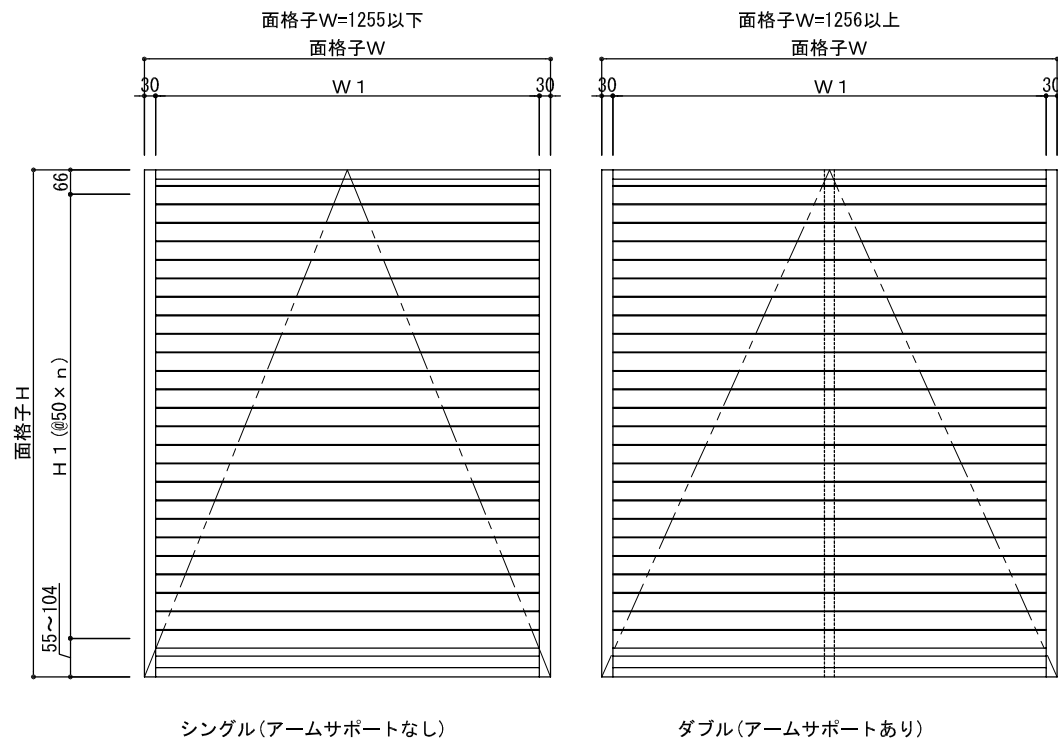 面格子W=1255以下
面格子W
30
W1
30
面格子W=1256以上
面格子W
30
W1
30
66
面格子H
H1(@50×n)
55~104
シングル(アームサポートなし)
ダブル(アームサポートあり)